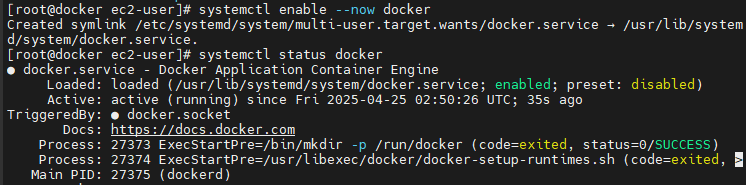 [root@docker ec2-user]# systemctl enable --now docker
Created symlink /etc/systemd/system/multi-user.target.wants/docker.service → /usr/lib/system
d/system/docker.service.
[root@docker ec2-user]# systemctl status docker
● docker.service - Docker Application Container Engine
Loaded: loaded (/usr/lib/systemd/system/docker.service; enabled; preset: disabled)
Active: active (running) since Fri 2025-04-25 02:50:26 UTC; 35s ago
TriggeredBy: ● docker.socket
Docs: https://docs.docker.com
Process: 27373 ExecStartPre=/bin/mkdir -p /run/docker (code=exited, status=0/SUCCESS)
Process: 27374 ExecStartPre=/usr/libexec/docker/docker-setup-runtimes.sh (code=exited, >
Main PID: 27375 (dockerd)